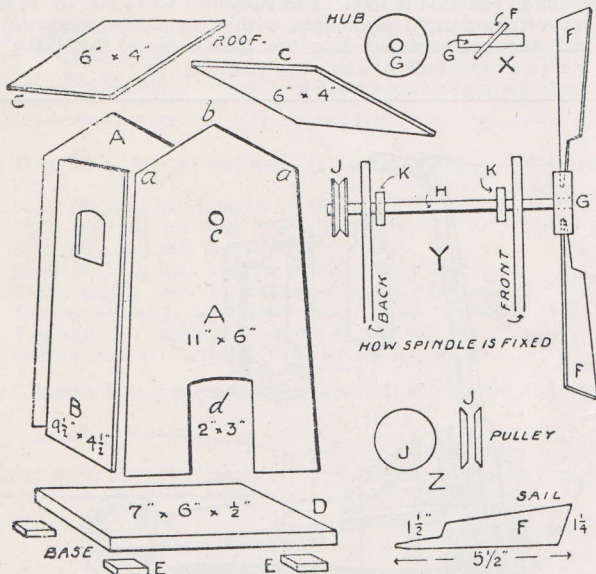 ROOF.
6" × 4"
C
C
6" × 4"
HUB
G
F
G
X
F
A
b
a
a
C
A
11" × 6"
B
9½" × 4½"
d
2" × 3"
J
K
H
K
G
Y
BACK
FRONT
F
HOW SPINDLE IS FIXED
J
J
PULLEY
Z
7" × 6" × ½"
D
BASE
E
E
SAIL
1½"
F
1¼
5½"